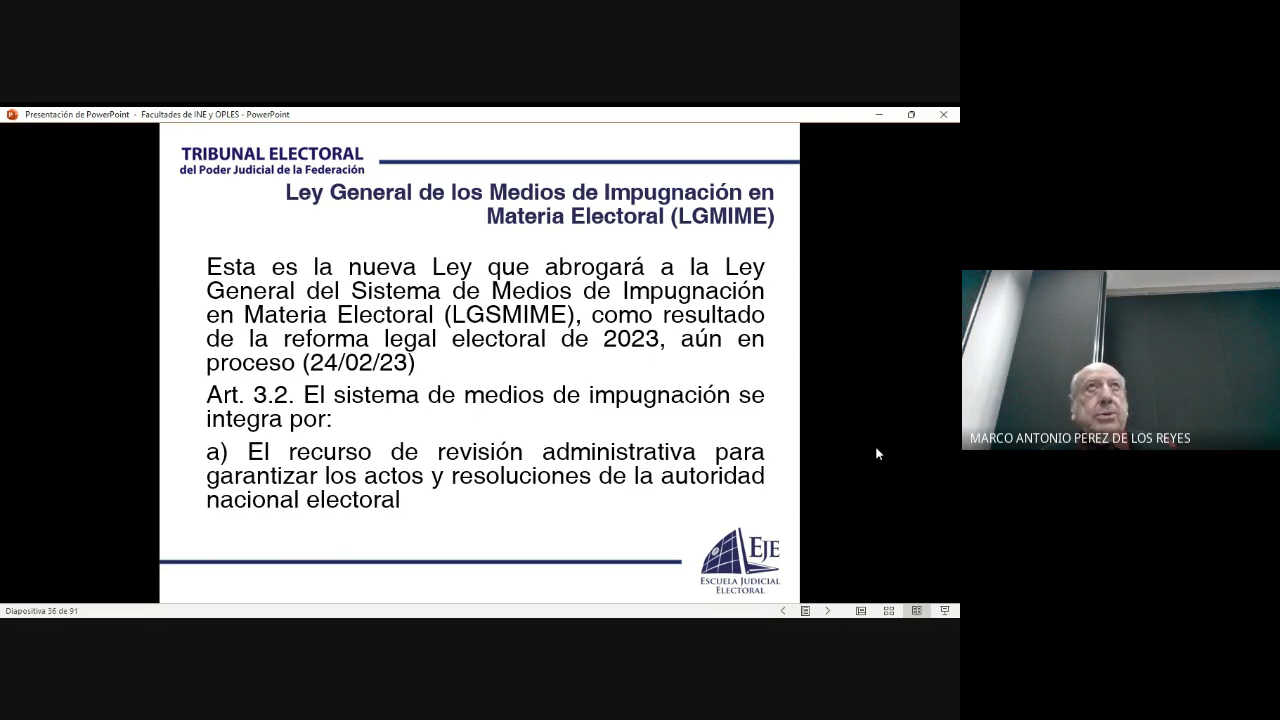 Presentación de PowerPoint - Facultades de INE y OPLES - PowerPoint
TRIBUNAL ELECTORAL
del Poder Judicial de la Federación
Ley General de los Medios de Impugnación en
Materia Electoral (LGMIME)
Esta es la nueva Ley que abrogará a la Ley
General del Sistema de Medios de Impugnación
en Materia Electoral (LGSMIME), como resultado
de la reforma legal electoral de 2023, aún en
proceso (24/02/23)
Art. 3.2. El sistema de medios de impugnación se
integra por:
a) El recurso de revisión administrativa para
garantizar los actos y resoluciones de la autoridad
nacional electoral
EJE
ESCUELA JUDICIAL
ELECTORAL
Diapositiva 36 de 91
MARCO ANTONIO PEREZ DE LOS REYES